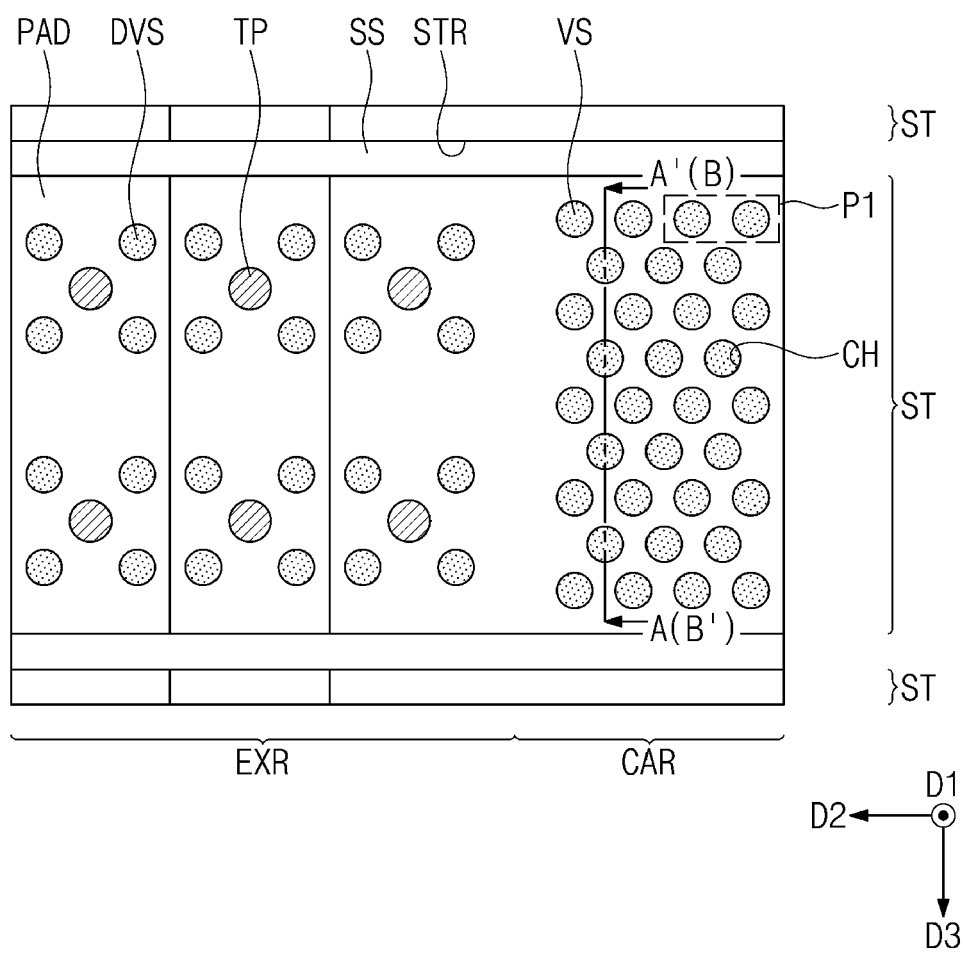 PAD DVS TP SS STR VS
ST
A'(B)
P1
CH
ST
A(B')
ST
EXR CAR
D1
D2
D3